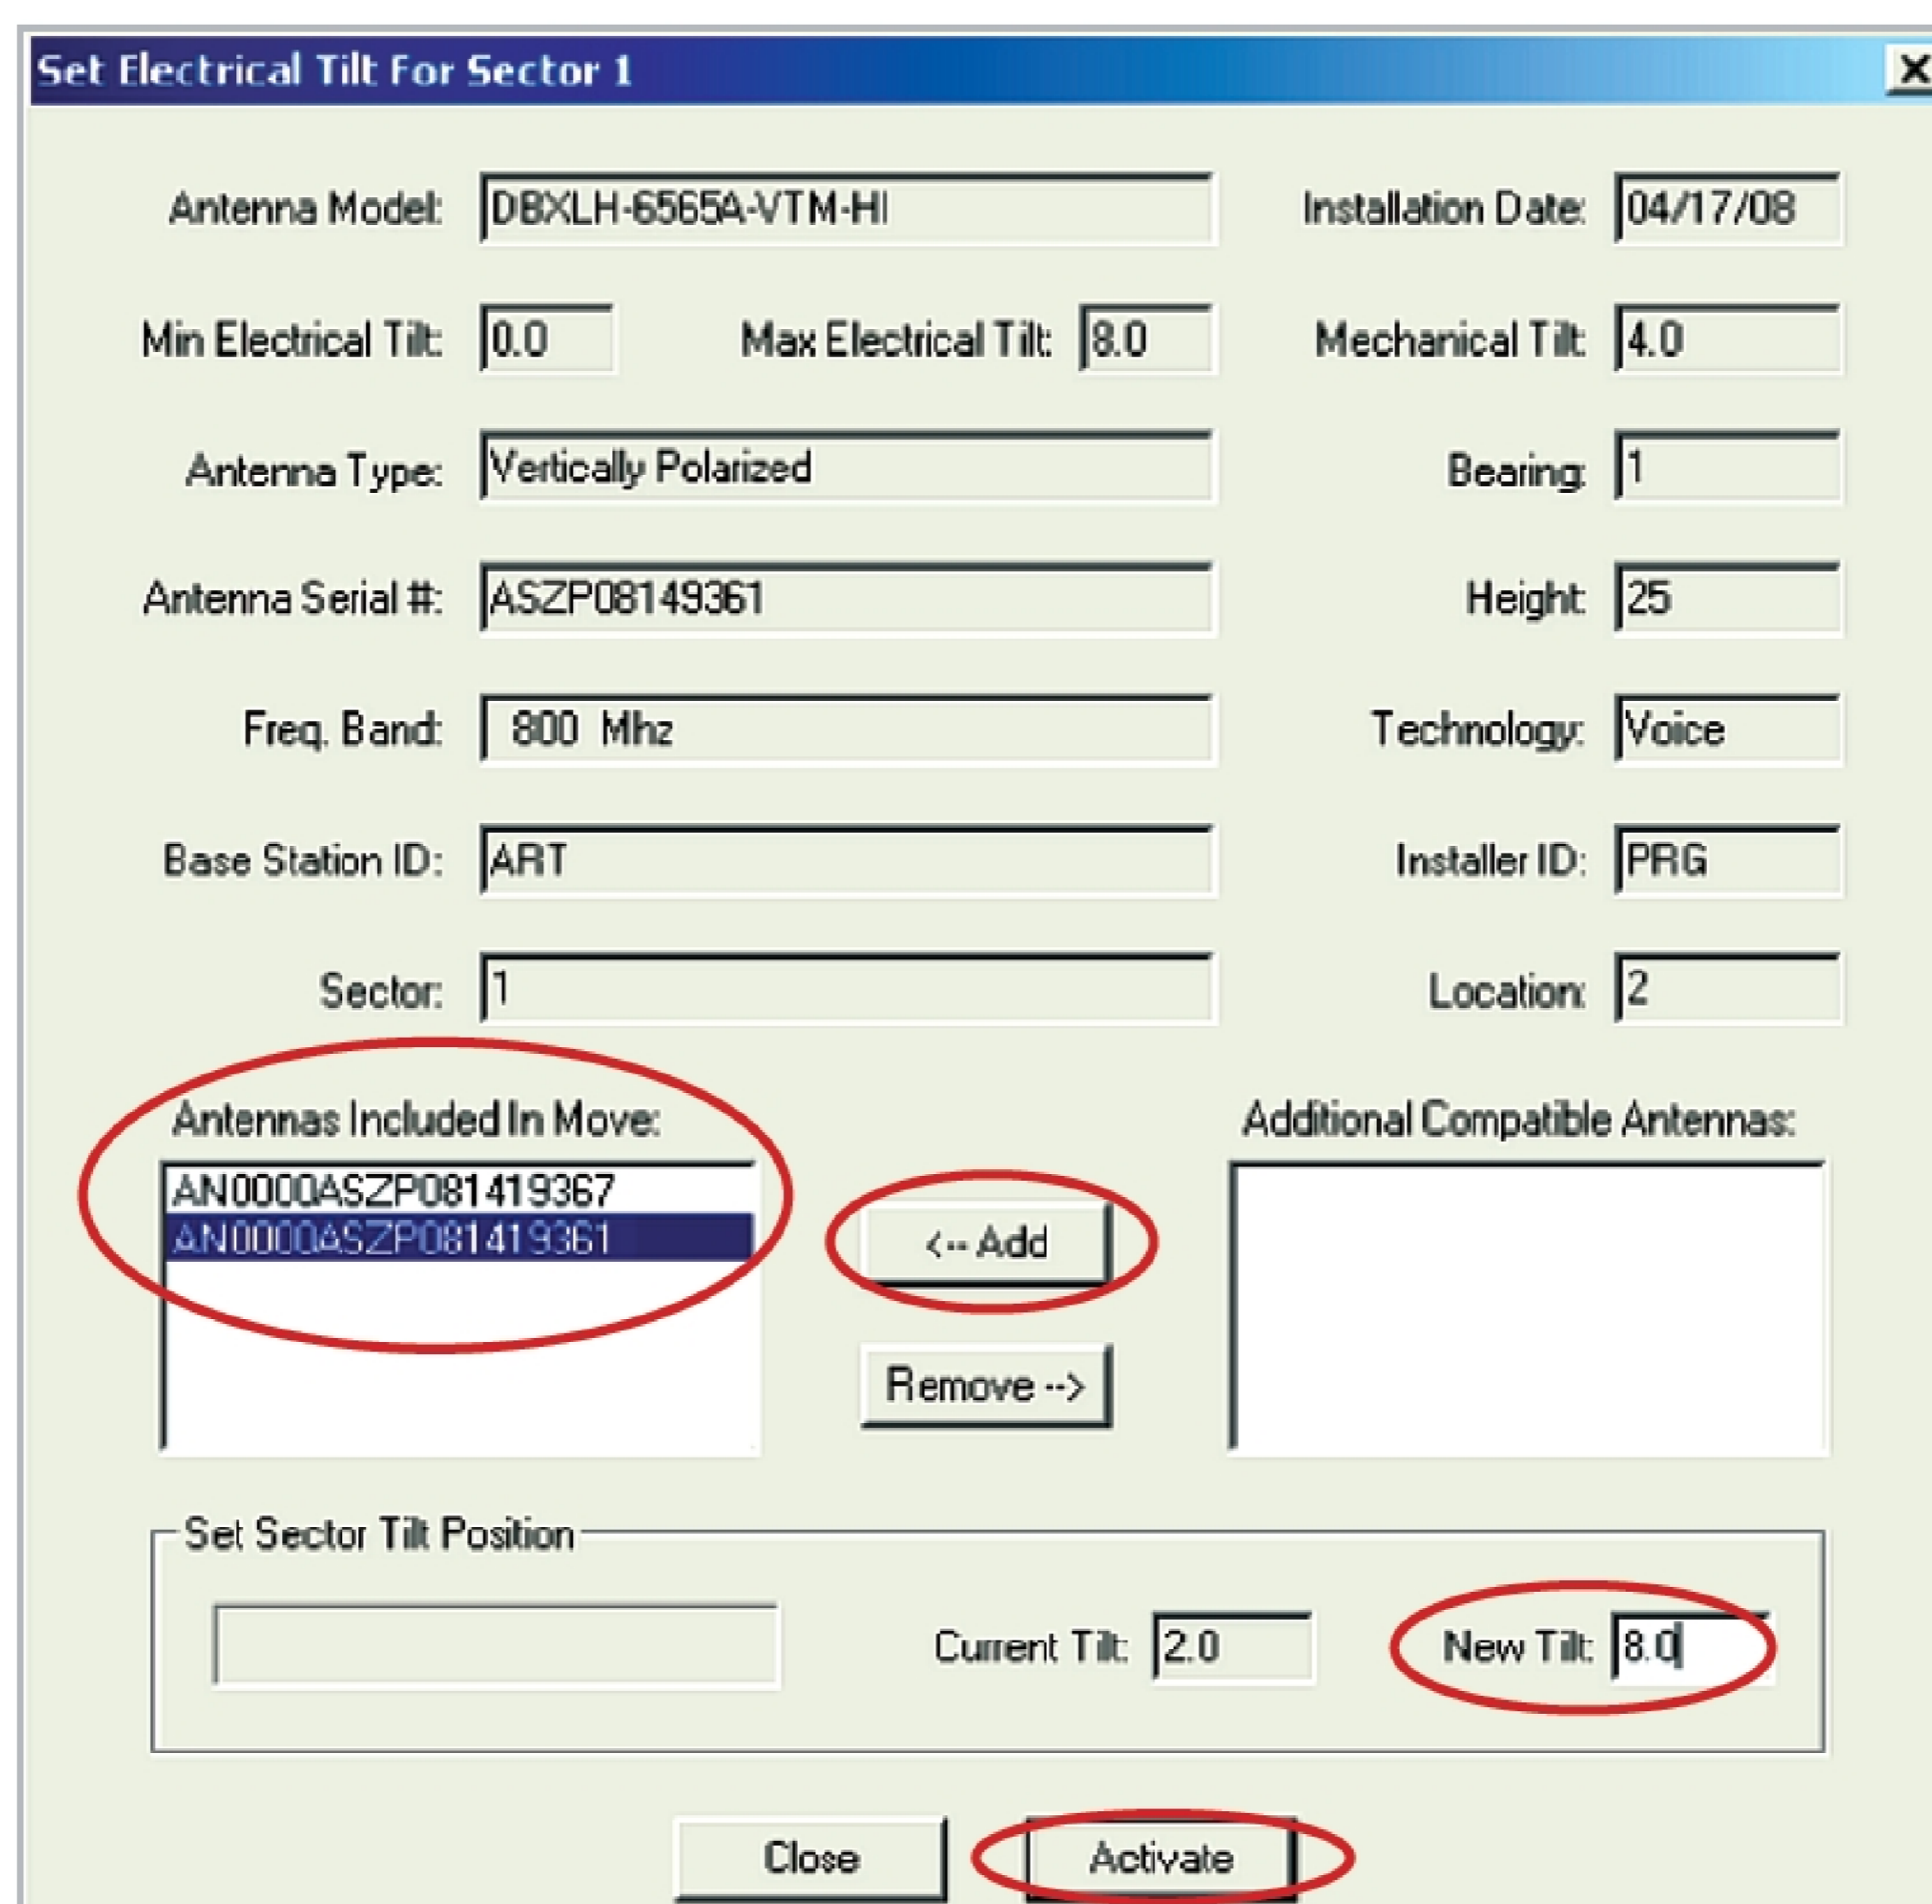 Set Electrical Tilt For Sector 1 X
Antenna Model: DBXLH-6565A-VTM-HI Installation Date: 04/17/08
Min Electrical Tilt: 0.0 Max Electrical Tilt: 8.0 Mechanical Tilt: 4.0
Antenna Type: Vertically Polarized Bearing: 1
Antenna Serial #: ASZP08149361 Height: 25
Freq. Band: 800 Mhz Technology: Voice
Base Station ID: ART Installer ID: PRG
Sector: 1 Location: 2
Antennas Included In Move: Additional Compatible Antennas:
AN0000ASZP081419367
AN0000ASZP081419361
<-- Add
Remove -->
Set Sector Tilt Position
Current Tilt: 2.0 New Tilt: 8.0
Close Activate